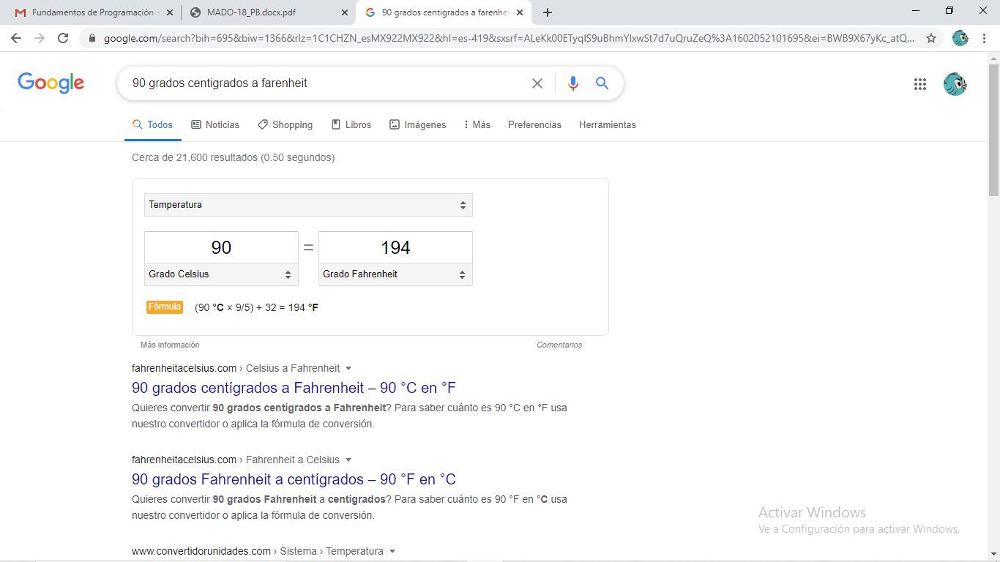 Fundamentos de Programación -
MADO-18_PB.docx.pdf
90 grados centigrados a farenhei
google.com/search?bih=695&biw=1366&rlz=1C1CHZN_esMX922MX922&hl=es-419&sxsrf=ALeKk00ETyqIS9uBhmYlxwSt7d7uQruZeQ%3A1602052101695&ei=BWB9X67yKc_atQ...
Google
90 grados centigrados a farenheit
Todos Noticias Shopping Libros Imágenes Más Preferencias Herramientas
Cerca de 21,600 resultados (0.50 segundos)
Temperatura
90 = 194
Grado Celsius Grado Fahrenheit
Fórmula (90 °C × 9/5) + 32 = 194 °F
Más información Comentarios
fahrenheitacelsius.com › Celsius a Fahrenheit
90 grados centígrados a Fahrenheit – 90 °C en °F
Quieres convertir 90 grados centígrados a Fahrenheit? Para saber cuánto es 90 °C en °F usa
nuestro convertidor o aplica la fórmula de conversión.
fahrenheitacelsius.com › Fahrenheit a Celsius
90 grados Fahrenheit a centígrados – 90 °F en °C
Quieres convertir 90 grados Fahrenheit a centígrados? Para saber cuánto es 90 °F en °C usa
nuestro convertidor o aplica la fórmula de conversión.
www.convertidorunidades.com › Sistema › Temperatura
Activar Windows
Ve a Configuración para activar Windows.